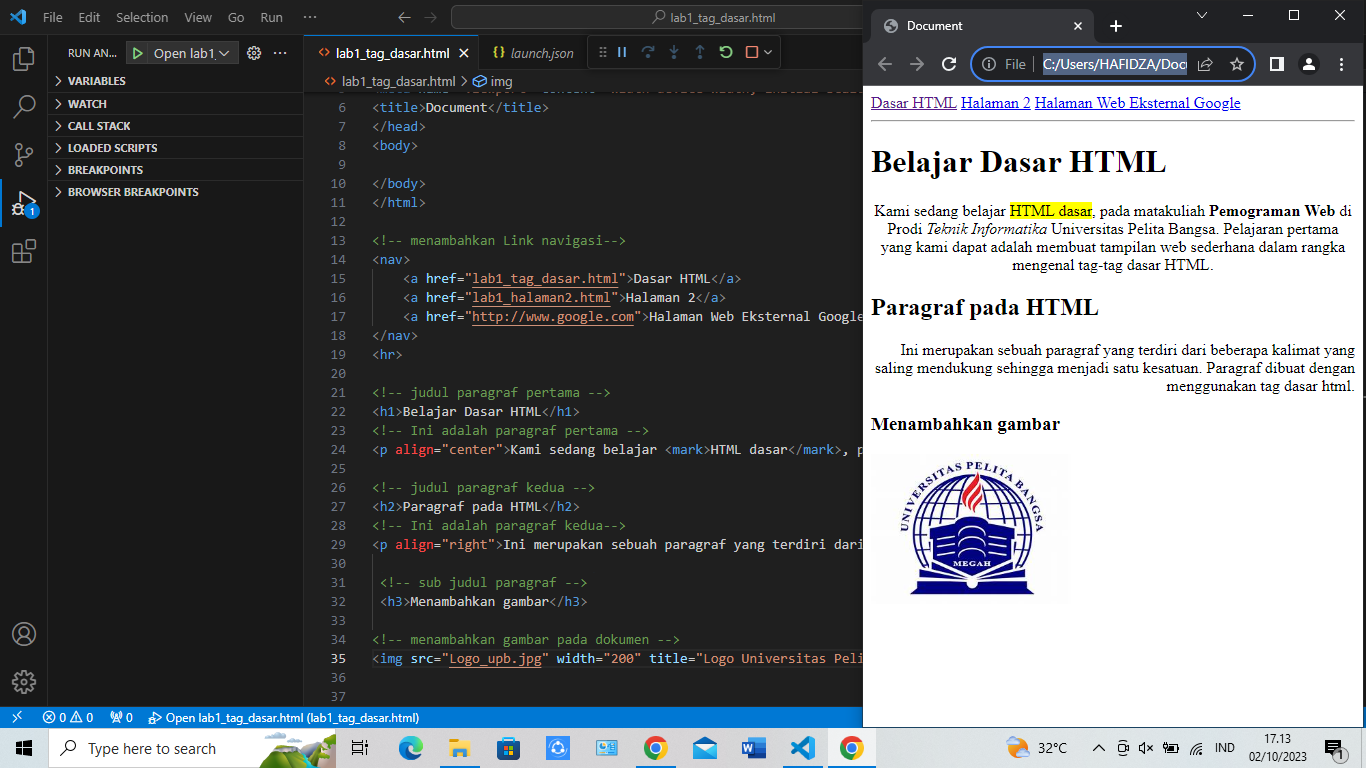 File Edit Selection View Go Run ···
lab1_tag_dasar.html
RUN AN... Open lab1_ ···
VARIABLES
WATCH
CALL STACK
LOADED SCRIPTS
BREAKPOINTS
BROWSER BREAKPOINTS
1
lab1_tag_dasar.html launch.json
lab1_tag_dasar.html > img
6 <title>Document</title>
7 </head>
8 <body>
9
10 </body>
11 </html>
12
13 <!-- menambahkan Link navigasi-->
14 <nav>
15 <a href="lab1_tag_dasar.html">Dasar HTML</a>
16 <a href="lab1_halaman2.html">Halaman 2</a>
17 <a href="http://www.google.com">Halaman Web Eksternal Google
18 </nav>
19 <hr>
20
21 <!-- judul paragraf pertama -->
22 <h1>Belajar Dasar HTML</h1>
23 <!-- Ini adalah paragraf pertama -->
24 <p align="center">Kami sedang belajar <mark>HTML dasar</mark>, p
25
26 <!-- judul paragraf kedua -->
27 <h2>Paragraf pada HTML</h2>
28 <!-- Ini adalah paragraf kedua-->
29 <p align="right">Ini merupakan sebuah paragraf yang terdiri dari
30
31 <!-- sub judul paragraf -->
32 <h3>Menambahkan gambar</h3>
33
34 <!-- menambahkan gambar pada dokumen -->
35 <img src="Logo_upb.jpg" width="200" title="Logo Universitas Peli
36
37
0 0 0 Open lab1_tag_dasar.html (lab1_tag_dasar.html)
Document
File | C:/Users/HAFIDZA/Doc
Dasar HTML Halaman 2 Halaman Web Eksternal Google
Belajar Dasar HTML
Kami sedang belajar HTML dasar, pada matakuliah Pemograman Web di
Prodi Teknik Informatika Universitas Pelita Bangsa. Pelajaran pertama
yang kami dapat adalah membuat tampilan web sederhana dalam rangka
mengenal tag-tag dasar HTML.
Paragraf pada HTML
Ini merupakan sebuah paragraf yang terdiri dari beberapa kalimat yang
saling mendukung sehingga menjadi satu kesatuan. Paragraf dibuat dengan
menggunakan tag dasar html.
Menambahkan gambar
UNIVERSITAS PELITA BANGSA
MEGAH
Type here to search
32°C
IND
17.13
02/10/2023
1